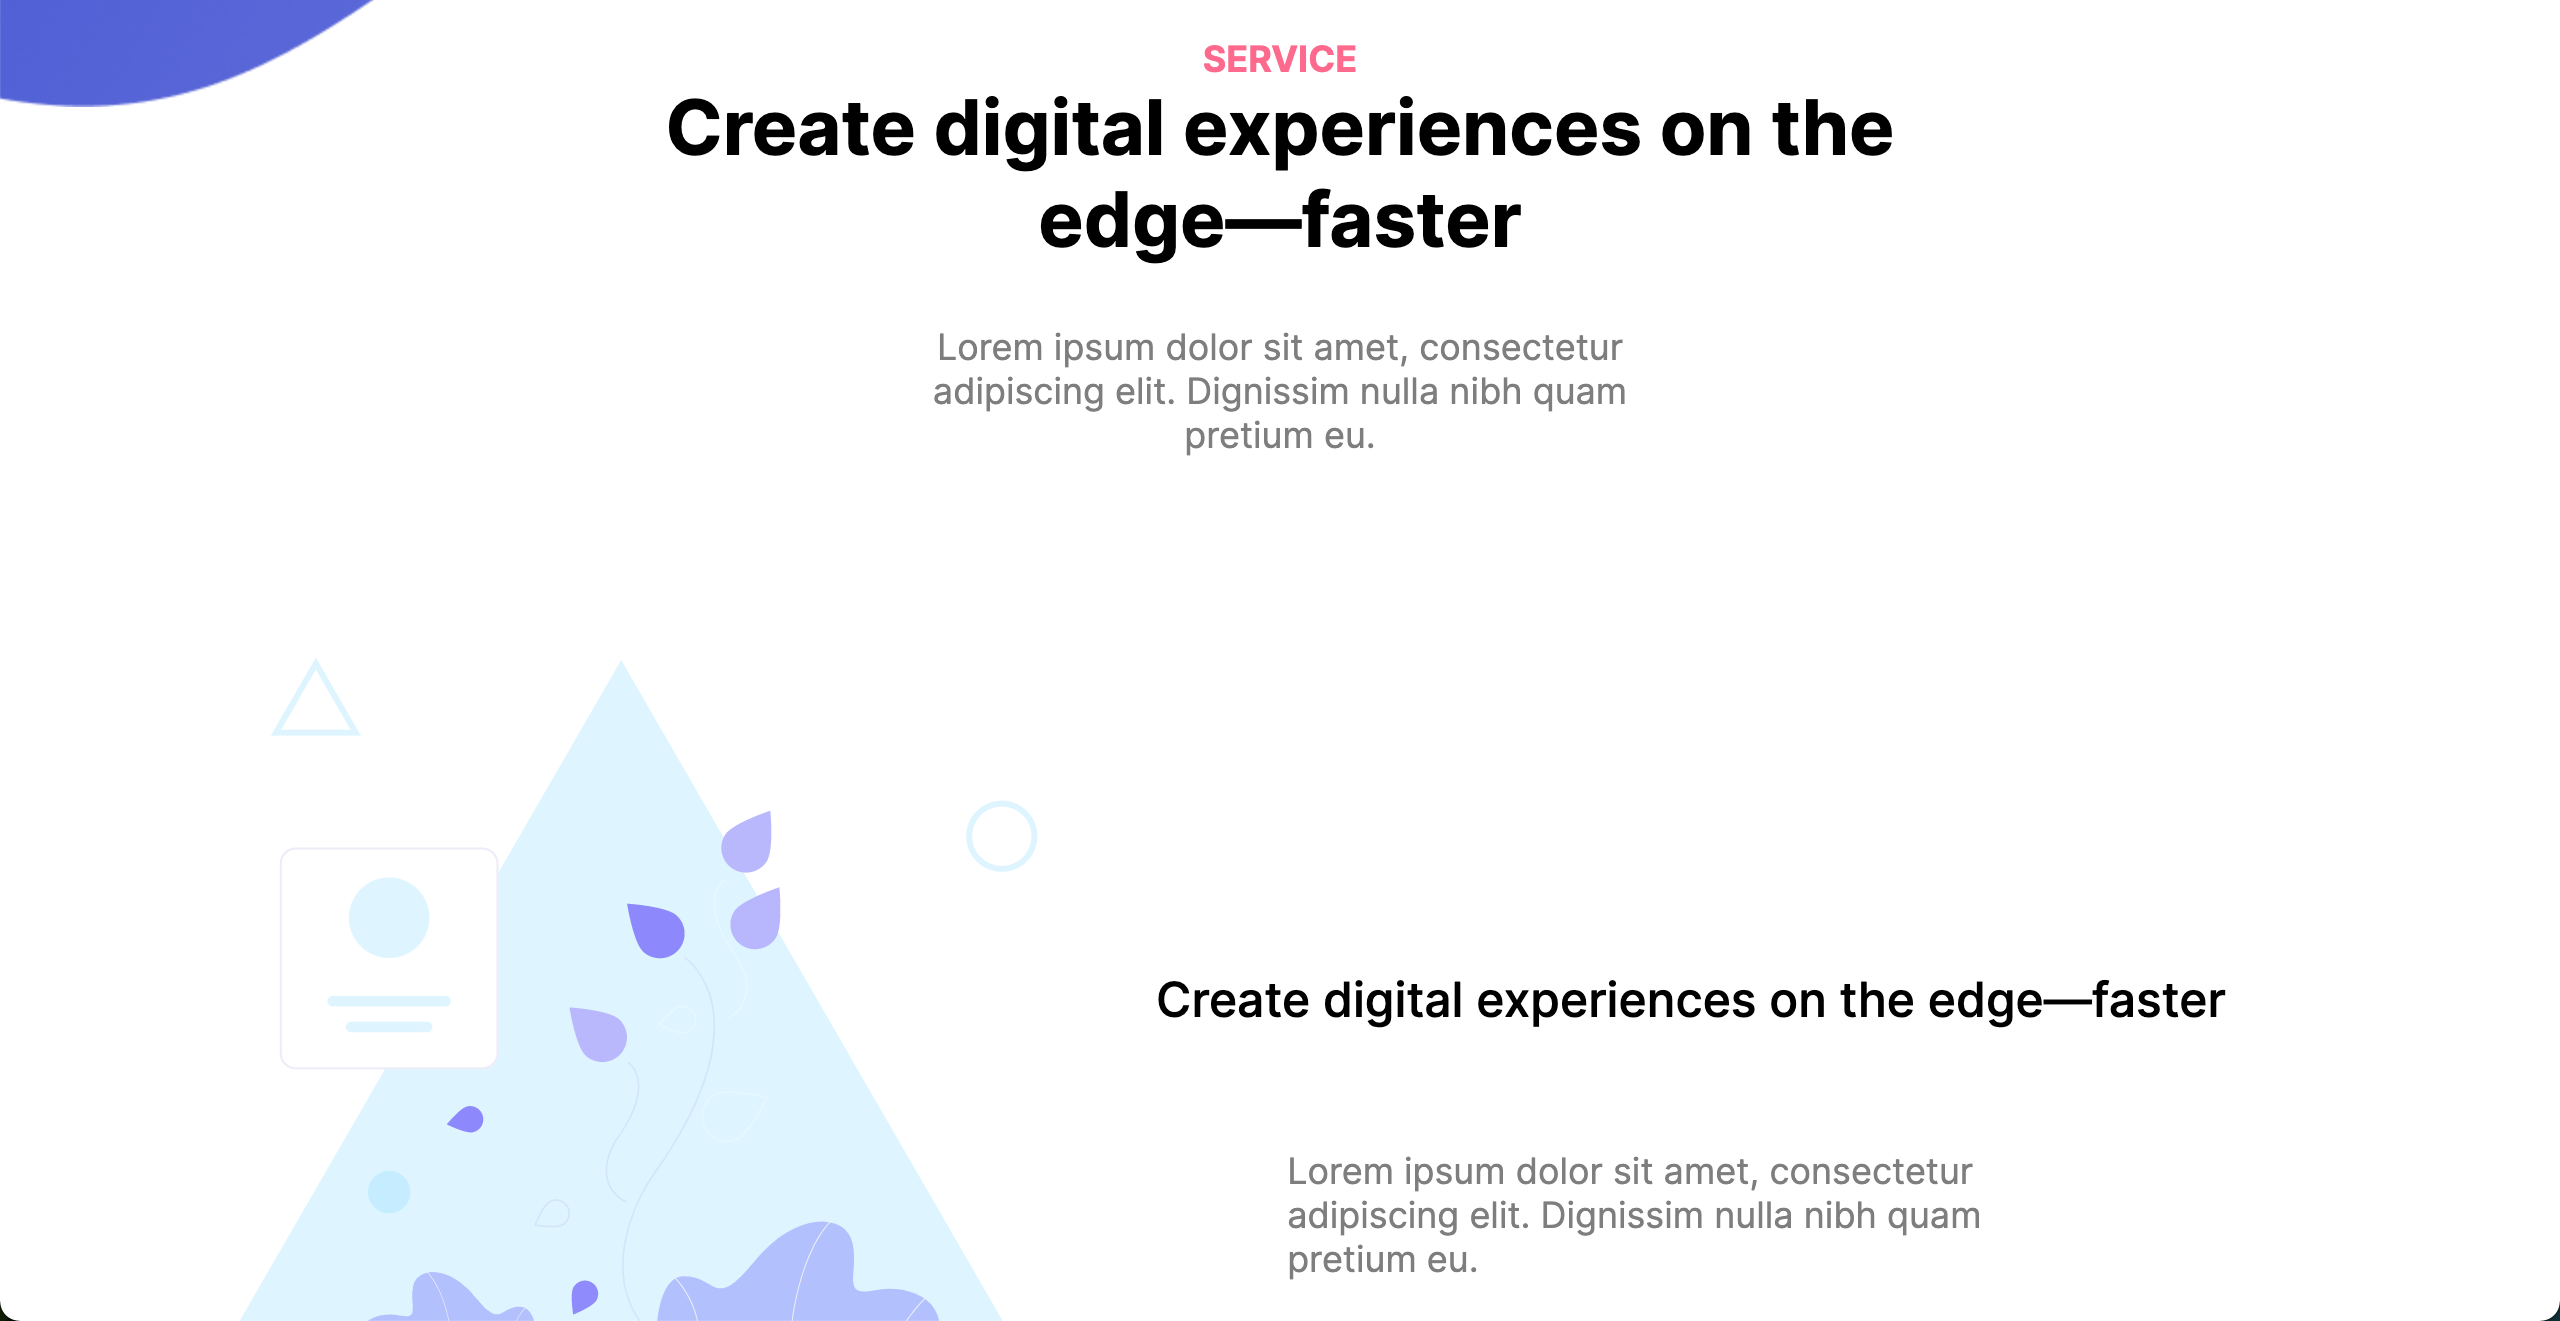 SERVICE
Create digital experiences on the
edge—faster
Lorem ipsum dolor sit amet, consectetur
adipiscing elit. Dignissim nulla nibh quam
pretium eu.
Create digital experiences on the edge—faster
Lorem ipsum dolor sit amet, consectetur
adipiscing elit. Dignissim nulla nibh quam
pretium eu.